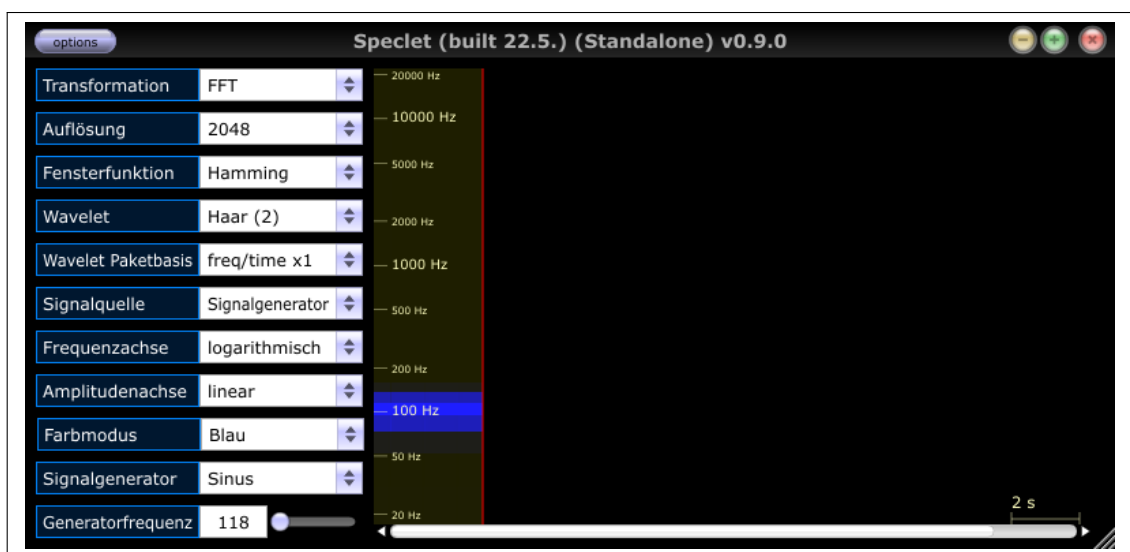 options
Speclet (built 22.5.) (Standalone) v0.9.0
Transformation FFT
Auflösung 2048
Fensterfunktion Hamming
Wavelet Haar (2)
Wavelet Paketbasis freq/time x1
Signalquelle Signalgenerator
Frequenzachse logarithmisch
Amplitudenachse linear
Farbmodus Blau
Signalgenerator Sinus
Generatorfrequenz 118
20000 Hz
10000 Hz
5000 Hz
2000 Hz
1000 Hz
500 Hz
200 Hz
100 Hz
50 Hz
20 Hz
2 s